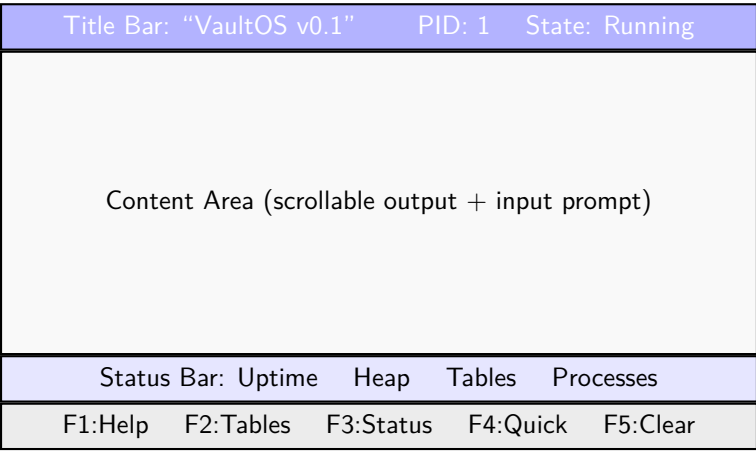 Title Bar: “VaultOS v0.1” PID: 1 State: Running
Content Area (scrollable output + input prompt)
Status Bar: Uptime Heap Tables Processes
F1:Help F2:Tables F3:Status F4:Quick F5:Clear